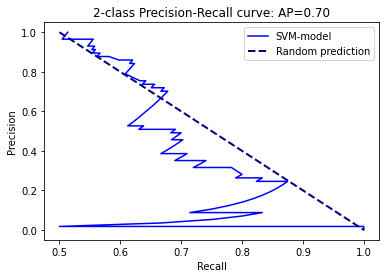 2-class Precision-Recall curve: AP=0.70
SVM-model
Random prediction
Precision
1.0
0.8
0.6
0.4
0.2
0.0
0.5
0.6
0.7
0.8
0.9
1.0
Recall